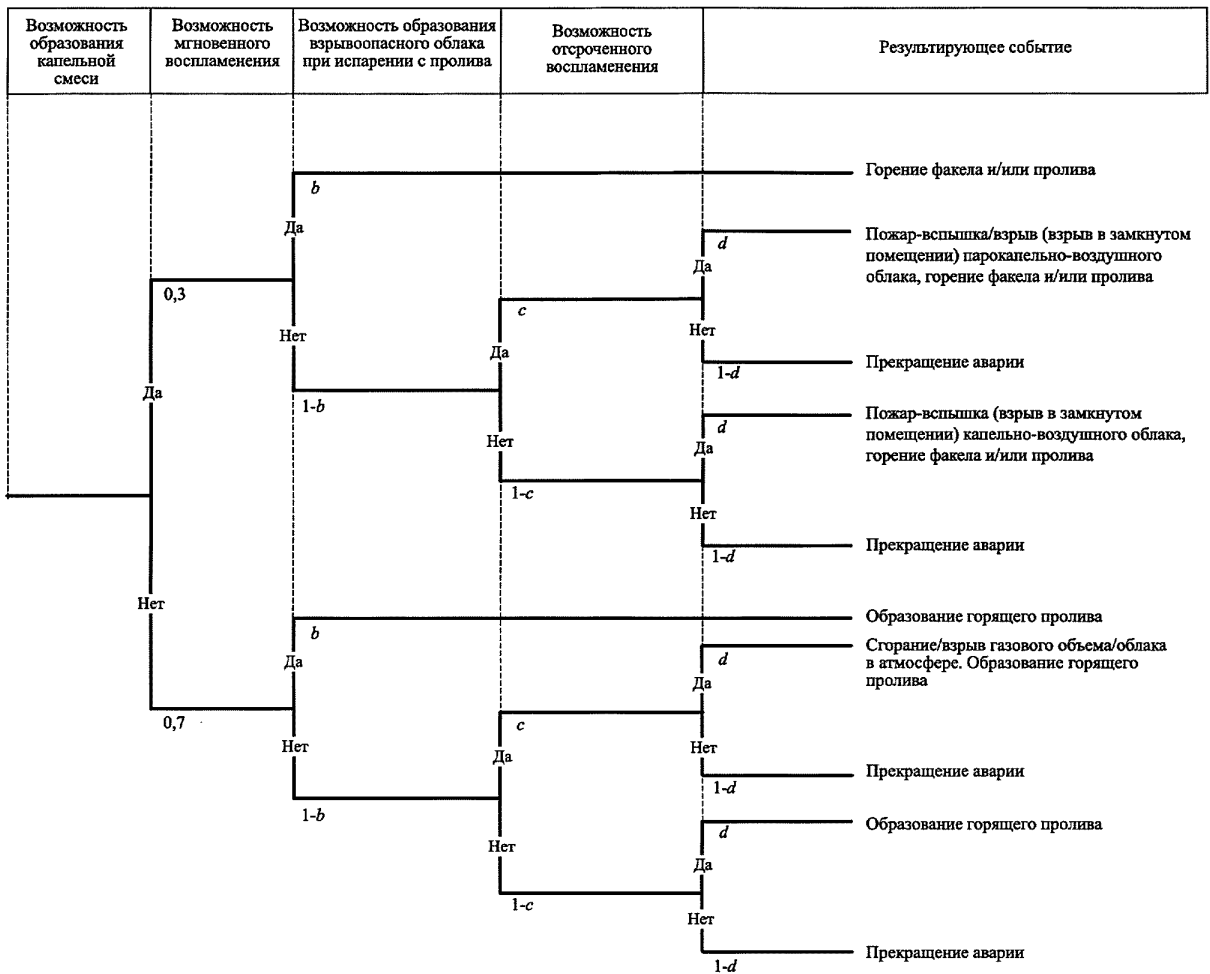 Возможность
образования
капельной
смеси
Возможность
мгновенного
воспламенения
Возможность образования
взрывоопасного облака
при испарении с пролива
Возможность
отсроченного
воспламенения
Результирующее событие
b
Горение факела и/или пролива
Да
d
Пожар-вспышка/взрыв (взрыв в замкнутом
помещении) парокапельно-воздушного
облака, горение факела и/или пролива
Да
0,3
c
Нет
Нет
Да
1-d
Прекращение аварии
Да
1-b
d
Пожар-вспышка (взрыв в замкнутом
помещении) капельно-воздушного облака,
горение факела и/или пролива
Нет
Да
1-c
Нет
1-d
Прекращение аварии
Нет
b
Образование горящего пролива
Да
d
Сгорание/взрыв газового объема/облака
в атмосфере. Образование горящего
пролива
Да
0,7
c
Нет
Нет
Да
1-d
Прекращение аварии
1-b
d
Образование горящего пролива
Нет
Да
1-c
Нет
1-d
Прекращение аварии